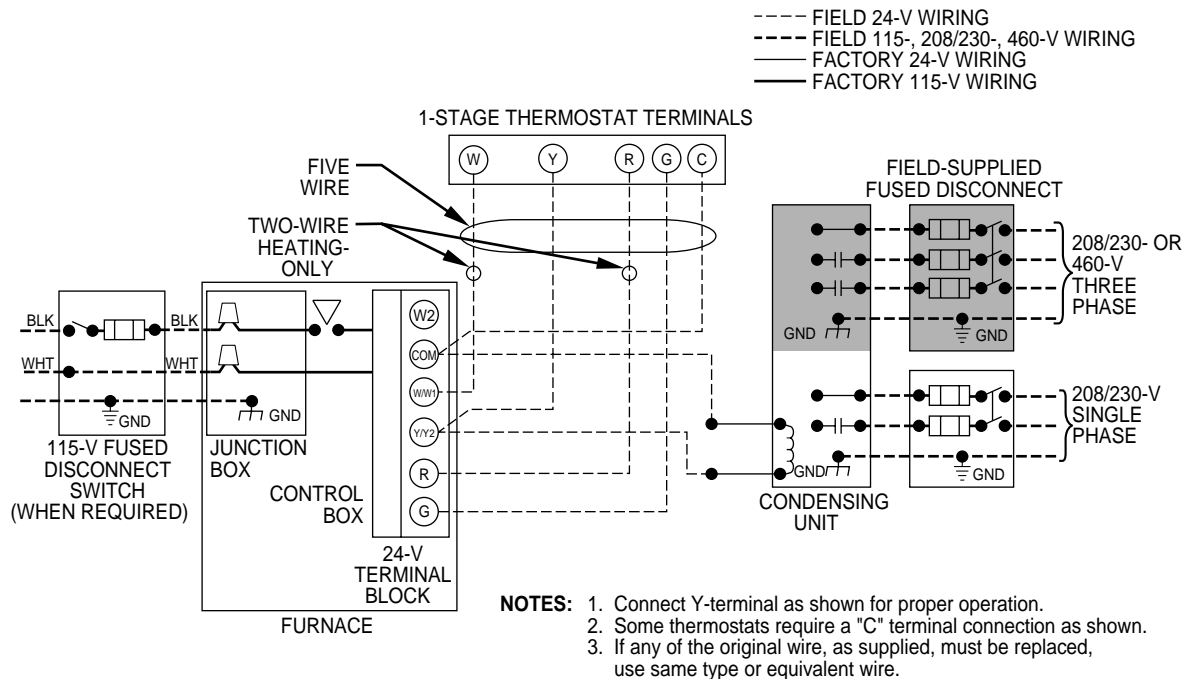 FIELD 24-V WIRING
FIELD 115-, 208/230-, 460-V WIRING
FACTORY 24-V WIRING
FACTORY 115-V WIRING
1-STAGE THERMOSTAT TERMINALS
W
Y
R
G
C
FIVE
WIRE
TWO-WIRE
HEATING-
ONLY
FIELD-SUPPLIED
FUSED DISCONNECT
208/230- OR
460-V
THREE
PHASE
GND
GND
BLK
BLK
WHT
WHT
GND
GND
115-V FUSED
DISCONNECT
SWITCH
(WHEN REQUIRED)
JUNCTION
BOX
CONTROL
BOX
W2
COM
W/W1
Y/Y2
R
G
24-V
TERMINAL
BLOCK
FURNACE
208/230-V
SINGLE
PHASE
GND
GND
CONDENSING
UNIT
NOTES: 1. Connect Y-terminal as shown for proper operation.
2. Some thermostats require a "C" terminal connection as shown.
3. If any of the original wire, as supplied, must be replaced,
use same type or equivalent wire.